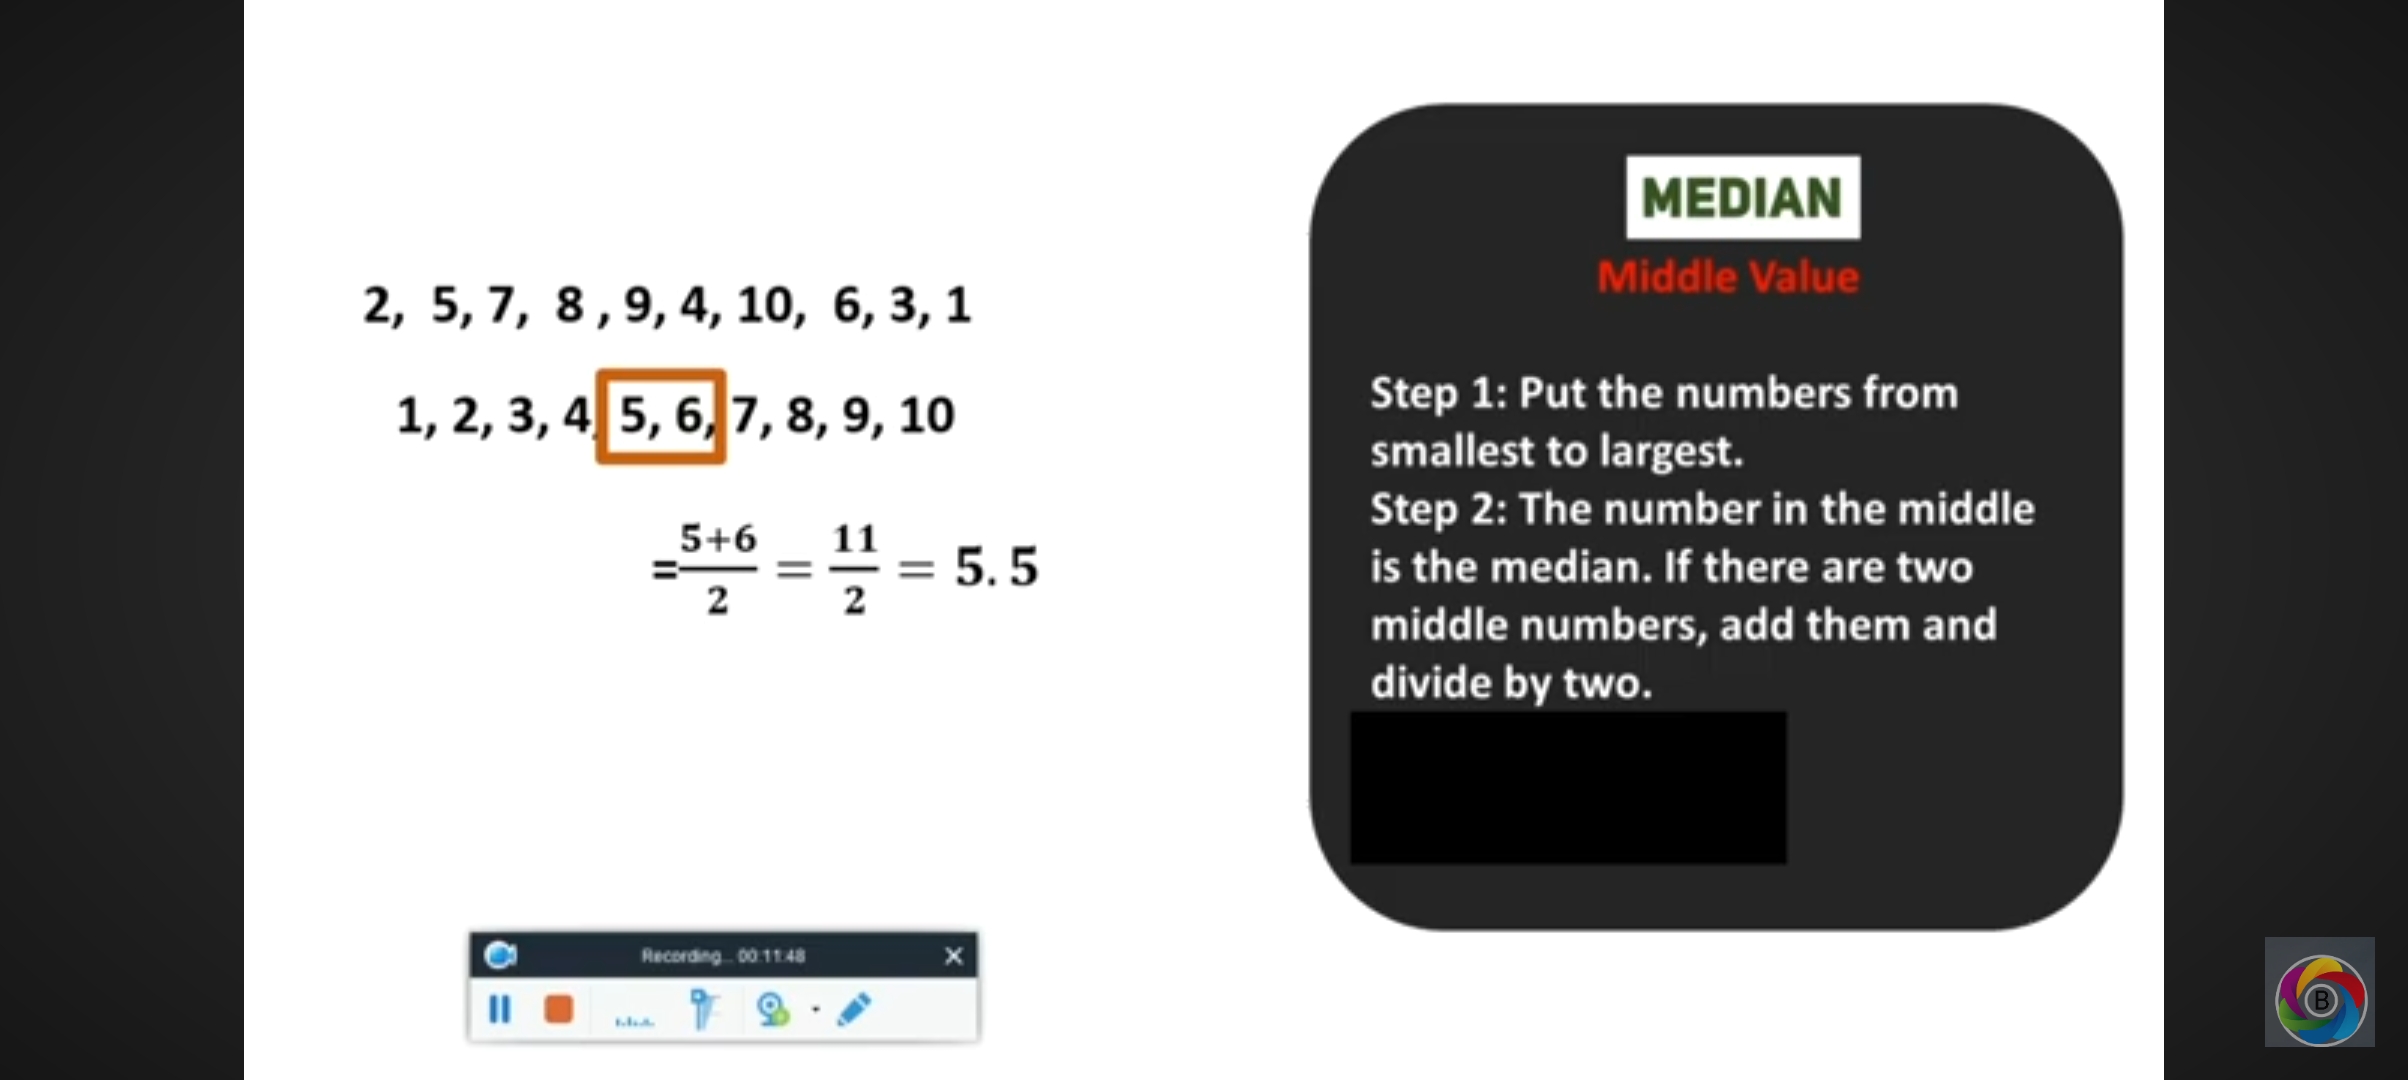 2, 5, 7, 8 , 9, 4, 10, 6, 3, 1
1, 2, 3, 4, 5, 6, 7, 8, 9, 10
=5+6/2 = 11/2 = 5.5
MEDIAN
Middle Value
Step 1: Put the numbers from
smallest to largest.
Step 2: The number in the middle
is the median. If there are two
middle numbers, add them and
divide by two.
Recording... 00:11:48
B